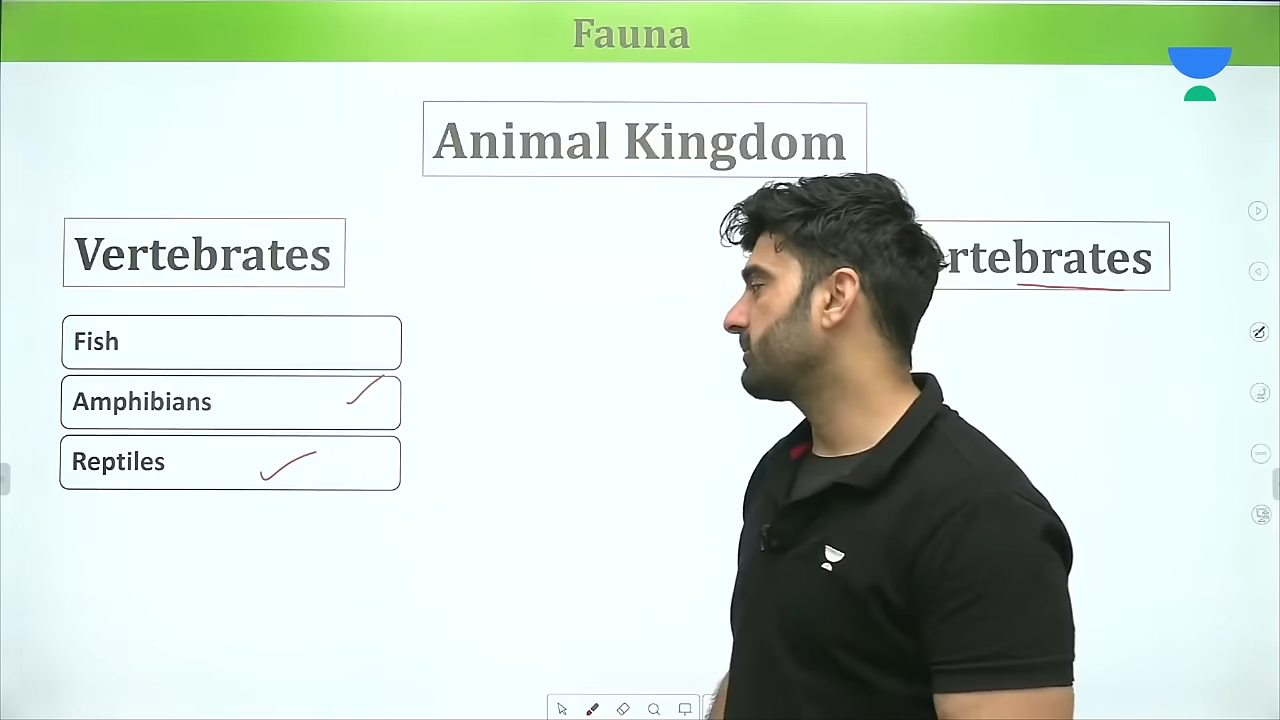 Fauna
Animal Kingdom
Vertebrates
rtebrates
Fish
Amphibians
Reptiles